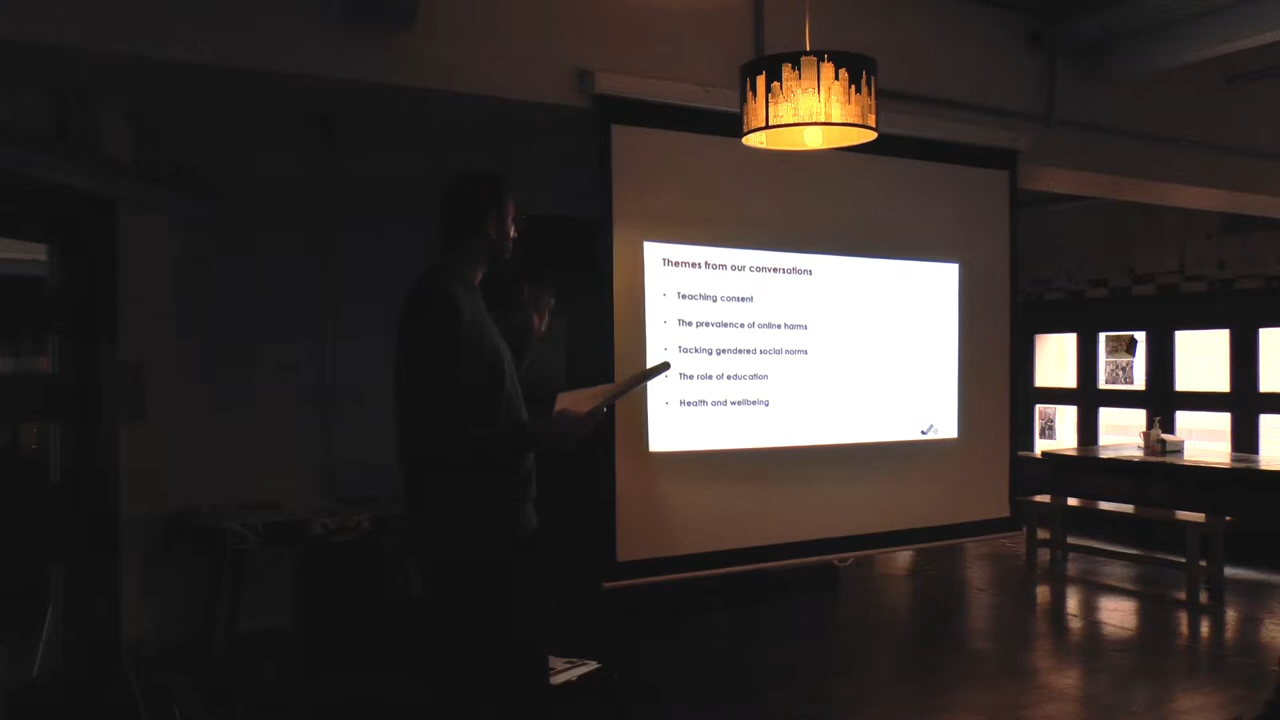 Themes from our conversations
• Teaching consent
• The prevalence of online harms
• Tacking gendered social norms
• The role of education
• Health and wellbeing